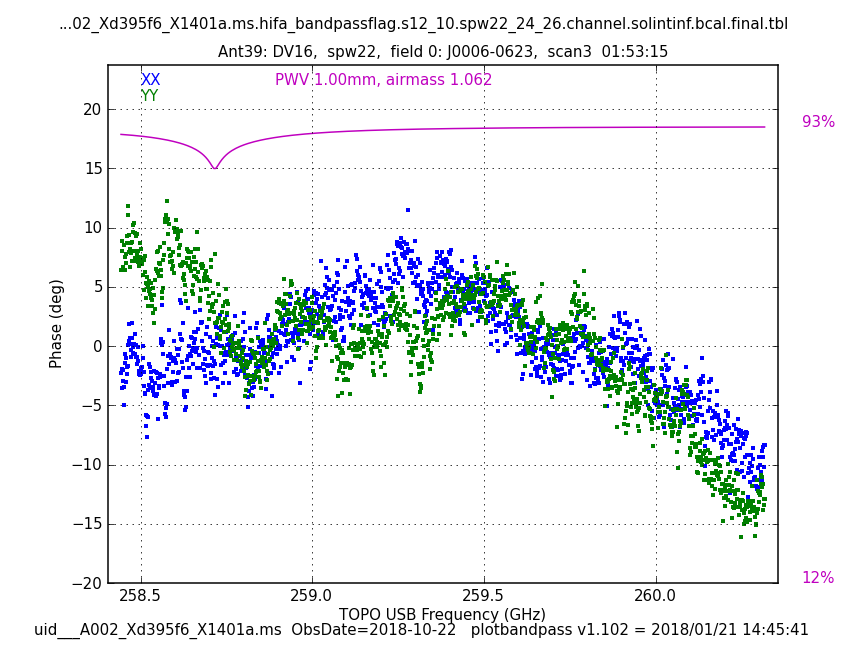 ...02_Xd395f6_X1401a.ms.hifa_bandpassflag.s12_10.spw22_24_26.channel.solintinf.bcal.final.tbl
Ant39: DV16, spw22, field 0: J0006-0623, scan3 01:53:15
XX
PWV 1.00mm, airmass 1.062
YY
93%
20
15
10
5
0
−5
−10
−15
−20
Phase (deg)
12%
258.5 259.0 259.5 260.0
TOPO USB Frequency (GHz)
uid___A002_Xd395f6_X1401a.ms ObsDate=2018-10-22 plotbandpass v1.102 = 2018/01/21 14:45:41